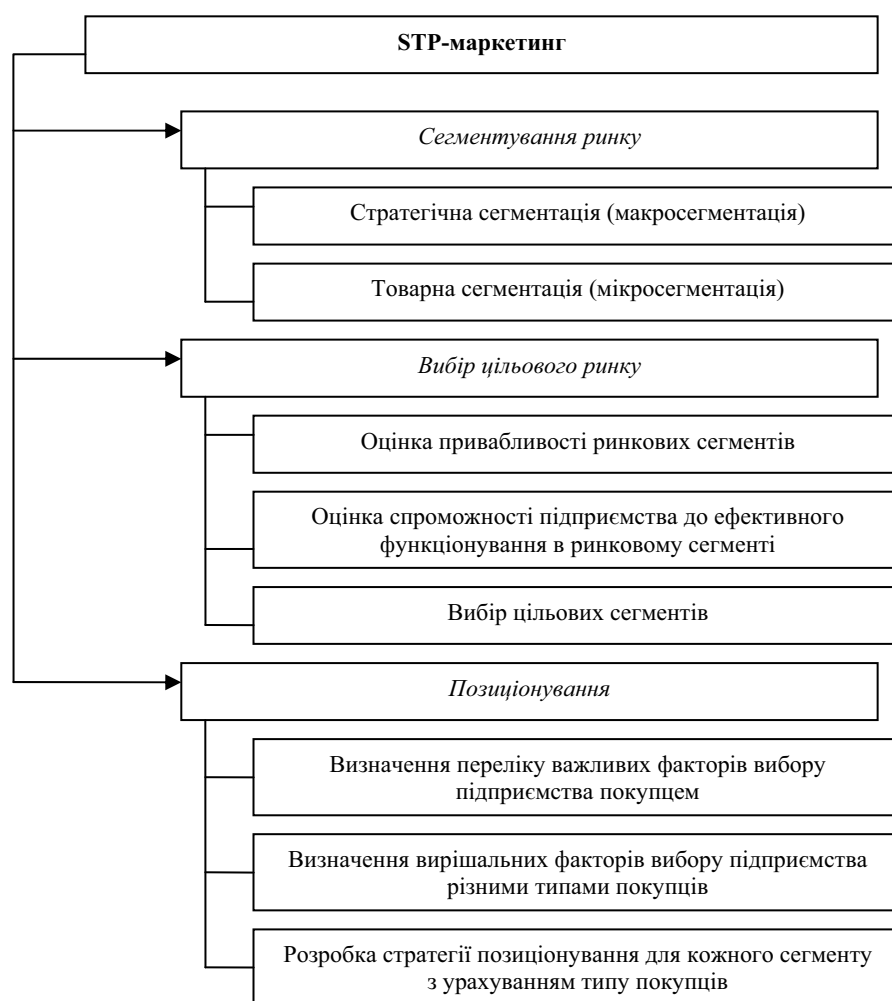 STP-маркетинг
Сегментування ринку
Стратегічна сегментація (макросегментація)
Товарна сегментація (мікросегментація)
Вибір цільового ринку
Оцінка привабливості ринкових сегментів
Оцінка спроможності підприємства до ефективного
функціонування в ринковому сегменті
Вибір цільових сегментів
Позиціонування
Визначення переліку важливих факторів вибору
підприємства покупцем
Визначення вирішальних факторів вибору підприємства
різними типами покупців
Розробка стратегії позиціонування для кожного сегменту
з урахуванням типу покупців